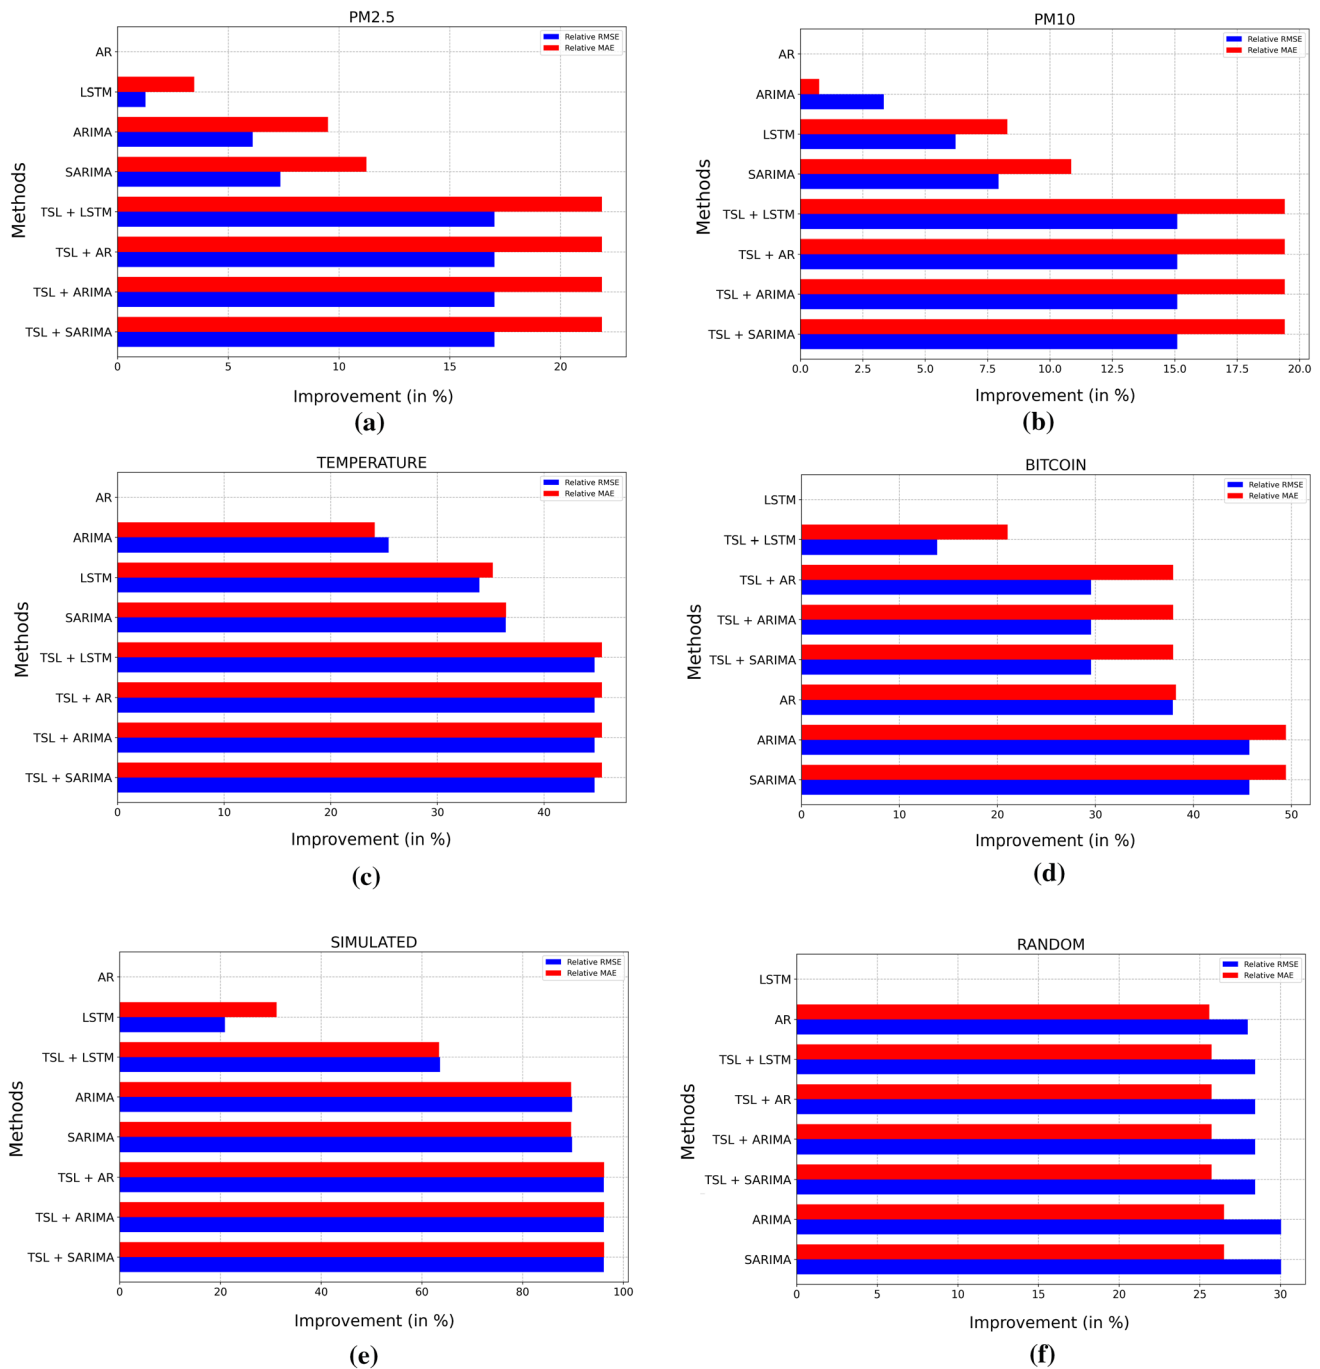 PM2.5
Relative RMSE
Relative MAE
AR
LSTM
ARIMA
SARIMA
TSL + LSTM
TSL + AR
TSL + ARIMA
TSL + SARIMA
Methods
0 5 10 15 20
Improvement (in %)
(a)
PM10
Relative RMSE
Relative MAE
AR
ARIMA
LSTM
SARIMA
TSL + LSTM
TSL + AR
TSL + ARIMA
TSL + SARIMA
Methods
0.0 2.5 5.0 7.5 10.0 12.5 15.0 17.5 20.0
Improvement (in %)
(b)
TEMPERATURE
Relative RMSE
Relative MAE
AR
ARIMA
LSTM
SARIMA
TSL + LSTM
TSL + AR
TSL + ARIMA
TSL + SARIMA
Methods
0 10 20 30 40
Improvement (in %)
(c)
BITCOIN
Relative RMSE
Relative MAE
LSTM
TSL + LSTM
TSL + AR
TSL + ARIMA
TSL + SARIMA
AR
ARIMA
SARIMA
Methods
0 10 20 30 40 50
Improvement (in %)
(d)
SIMULATED
Relative RMSE
Relative MAE
AR
LSTM
TSL + LSTM
ARIMA
SARIMA
TSL + AR
TSL + ARIMA
TSL + SARIMA
Methods
0 20 40 60 80 100
Improvement (in %)
(e)
RANDOM
Relative RMSE
Relative MAE
LSTM
AR
TSL + LSTM
TSL + AR
TSL + ARIMA
TSL + SARIMA
ARIMA
SARIMA
Methods
0 5 10 15 20 25 30
Improvement (in %)
(f)